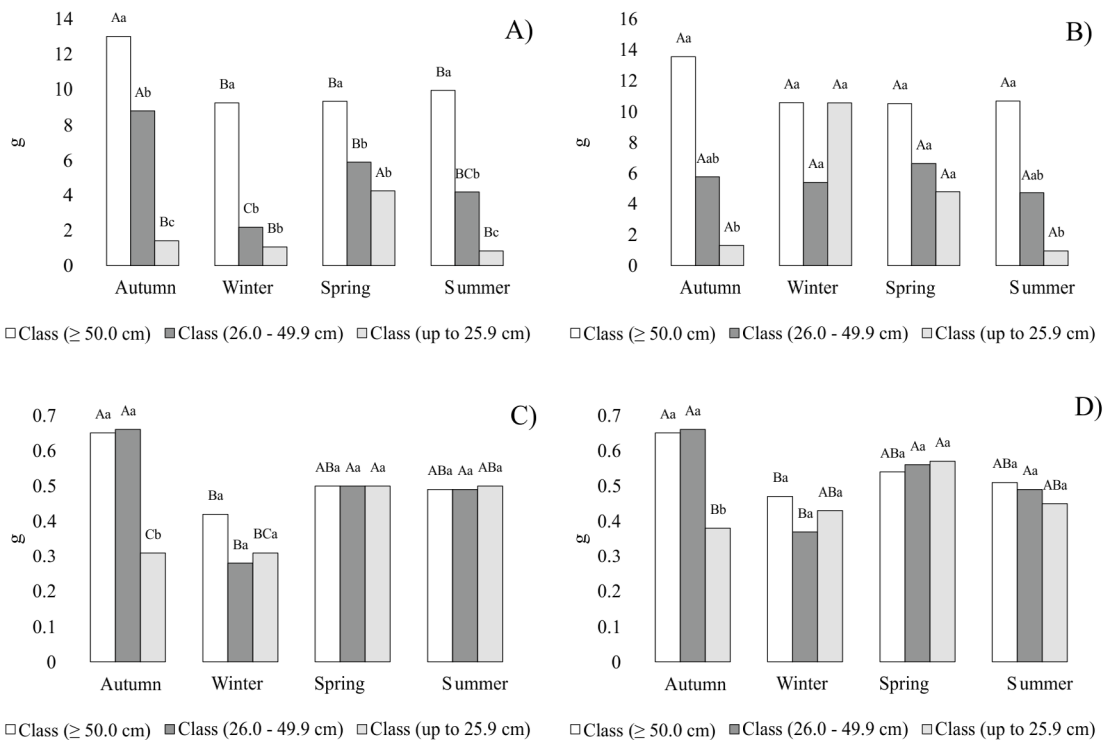 A)
14
12
10
8
6
4
2
0
g
Aa
Ab
Bc
Ba
Cb
Bb
Ba
Bb
Ab
Ba
BCb
Bc
Autumn Winter Spring Summer
Class (≥ 50.0 cm) Class (26.0 - 49.9 cm) Class (up to 25.9 cm)
B)
16
14
12
10
8
6
4
2
0
g
Aa
Aab
Ab
Aa
Aa
Aa
Aa
Aa
Aa
Aa
Aab
Ab
Autumn Winter Spring Summer
Class (≥ 50.0 cm) Class (26.0 - 49.9 cm) Class (up to 25.9 cm)
C)
0.7
0.6
0.5
0.4
0.3
0.2
0.1
0
g
Aa
Aa
Cb
Ba
Ba
BCa
ABa
Aa
Aa
ABa
Aa
ABa
Autumn Winter Spring Summer
Class (≥ 50.0 cm) Class (26.0 - 49.9 cm) Class (up to 25.9 cm)
D)
0.7
0.6
0.5
0.4
0.3
0.2
0.1
0
g
Aa
Aa
Bb
Ba
Ba
ABa
ABa
Aa
Aa
ABa
Aa
ABa
Autumn Winter Spring Summer
Class (≥ 50.0 cm) Class (26.0 - 49.9 cm) Class (up to 25.9 cm)